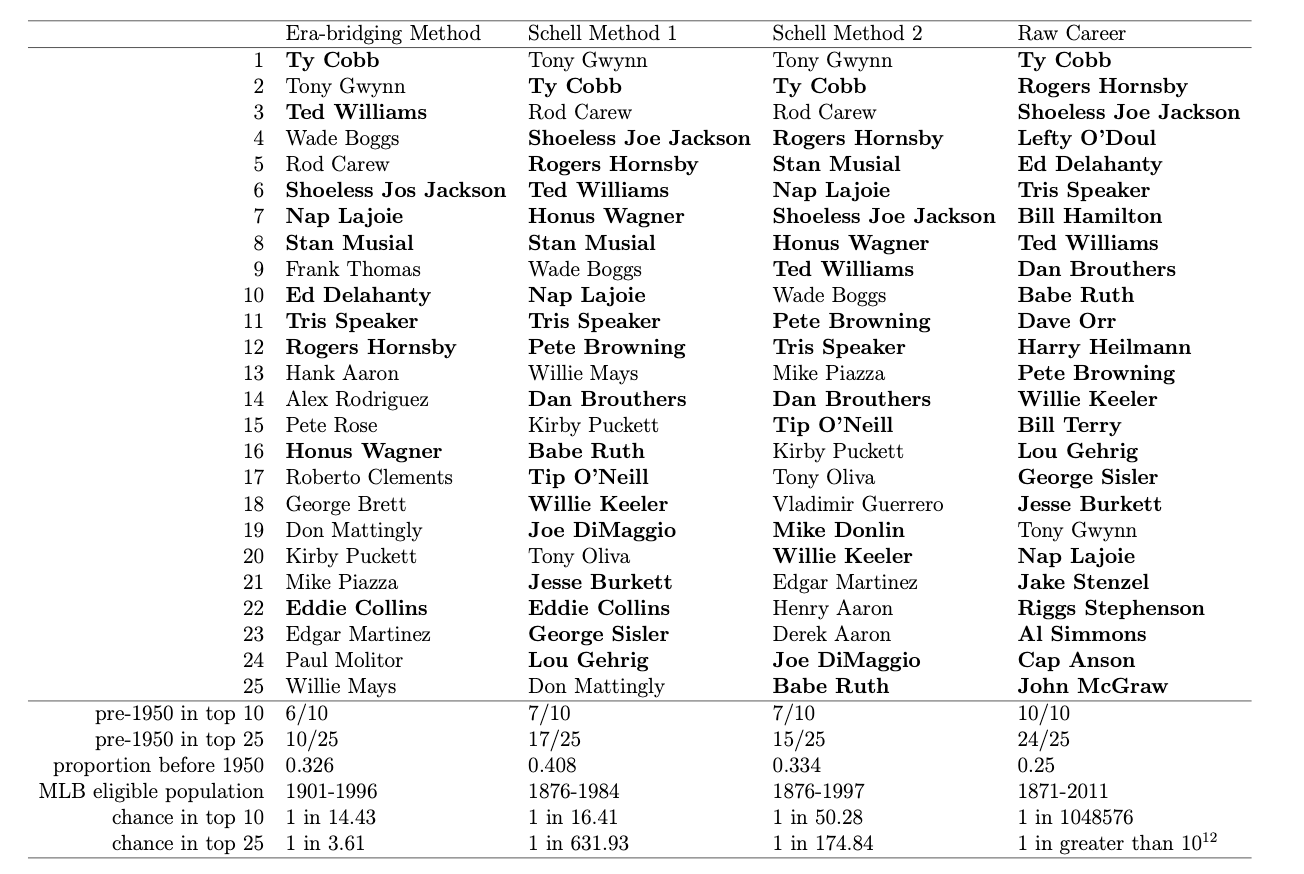 Era-bridging Method Schell Method 1 Schell Method 2 Raw Career
1 Ty Cobb Tony Gwynn Tony Gwynn Ty Cobb
2 Tony Gwynn Ty Cobb Ty Cobb Rogers Hornsby
3 Ted Williams Rod Carew Rod Carew Shoeless Joe Jackson
4 Wade Boggs Shoeless Joe Jackson Rogers Hornsby Lefty O'Doul
5 Rod Carew Rogers Hornsby Stan Musial Ed Delahanty
6 Shoeless Jos Jackson Ted Williams Nap Lajoie Tris Speaker
7 Nap Lajoie Honus Wagner Shoeless Joe Jackson Bill Hamilton
8 Stan Musial Stan Musial Honus Wagner Ted Williams
9 Frank Thomas Wade Boggs Ted Williams Dan Brouthers
10 Ed Delahanty Nap Lajoie Wade Boggs Babe Ruth
11 Tris Speaker Tris Speaker Pete Browning Dave Orr
12 Rogers Hornsby Pete Browning Tris Speaker Harry Heilmann
13 Hank Aaron Willie Mays Mike Piazza Pete Browning
14 Alex Rodriguez Dan Brouthers Dan Brouthers Willie Keeler
15 Pete Rose Kirby Puckett Tip O'Neill Bill Terry
16 Honus Wagner Babe Ruth Kirby Puckett Lou Gehrig
17 Roberto Clements Tip O'Neill Tony Oliva George Sisler
18 George Brett Willie Keeler Vladimir Guerrero Jesse Burkett
19 Don Mattingly Joe DiMaggio Mike Donlin Tony Gwynn
20 Kirby Puckett Tony Oliva Willie Keeler Nap Lajoie
21 Mike Piazza Jesse Burkett Edgar Martinez Jake Stenzel
22 Eddie Collins Eddie Collins Henry Aaron Riggs Stephenson
23 Edgar Martinez George Sisler Derek Aaron Al Simmons
24 Paul Molitor Lou Gehrig Joe DiMaggio Cap Anson
25 Willie Mays Don Mattingly Babe Ruth John McGraw
pre-1950 in top 10 6/10 7/10 7/10 10/10
pre-1950 in top 25 10/25 17/25 15/25 24/25
proportion before 1950 0.326 0.408 0.334 0.25
MLB eligible population 1901-1996 1876-1984 1876-1997 1871-2011
chance in top 10 1 in 14.43 1 in 16.41 1 in 50.28 1 in 1048576
chance in top 25 1 in 3.61 1 in 631.93 1 in 174.84 1 in greater than 10¹²